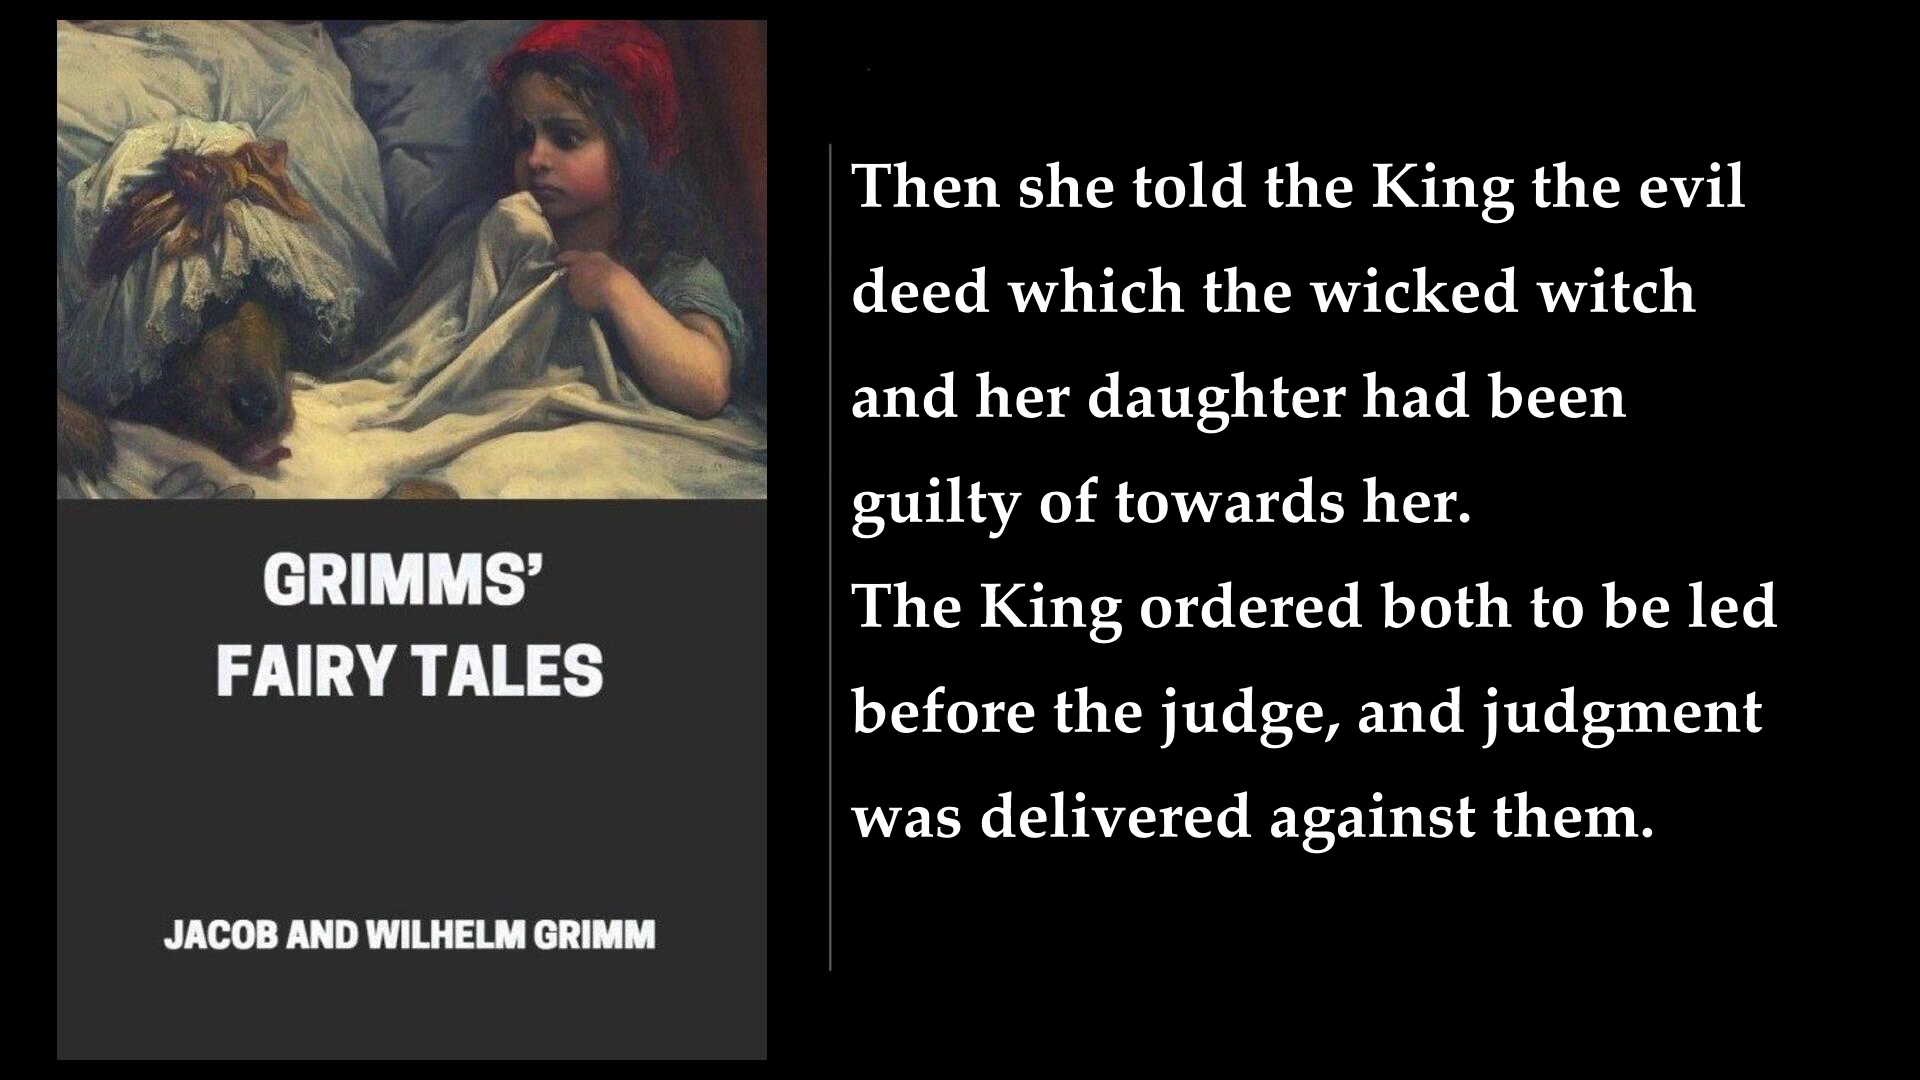 GRIMMS’
FAIRY TALES
JACOB AND WILHELM GRIMM
Then she told the King the evil
deed which the wicked witch
and her daughter had been
guilty of towards her.
The King ordered both to be led
before the judge, and judgment
was delivered against them.